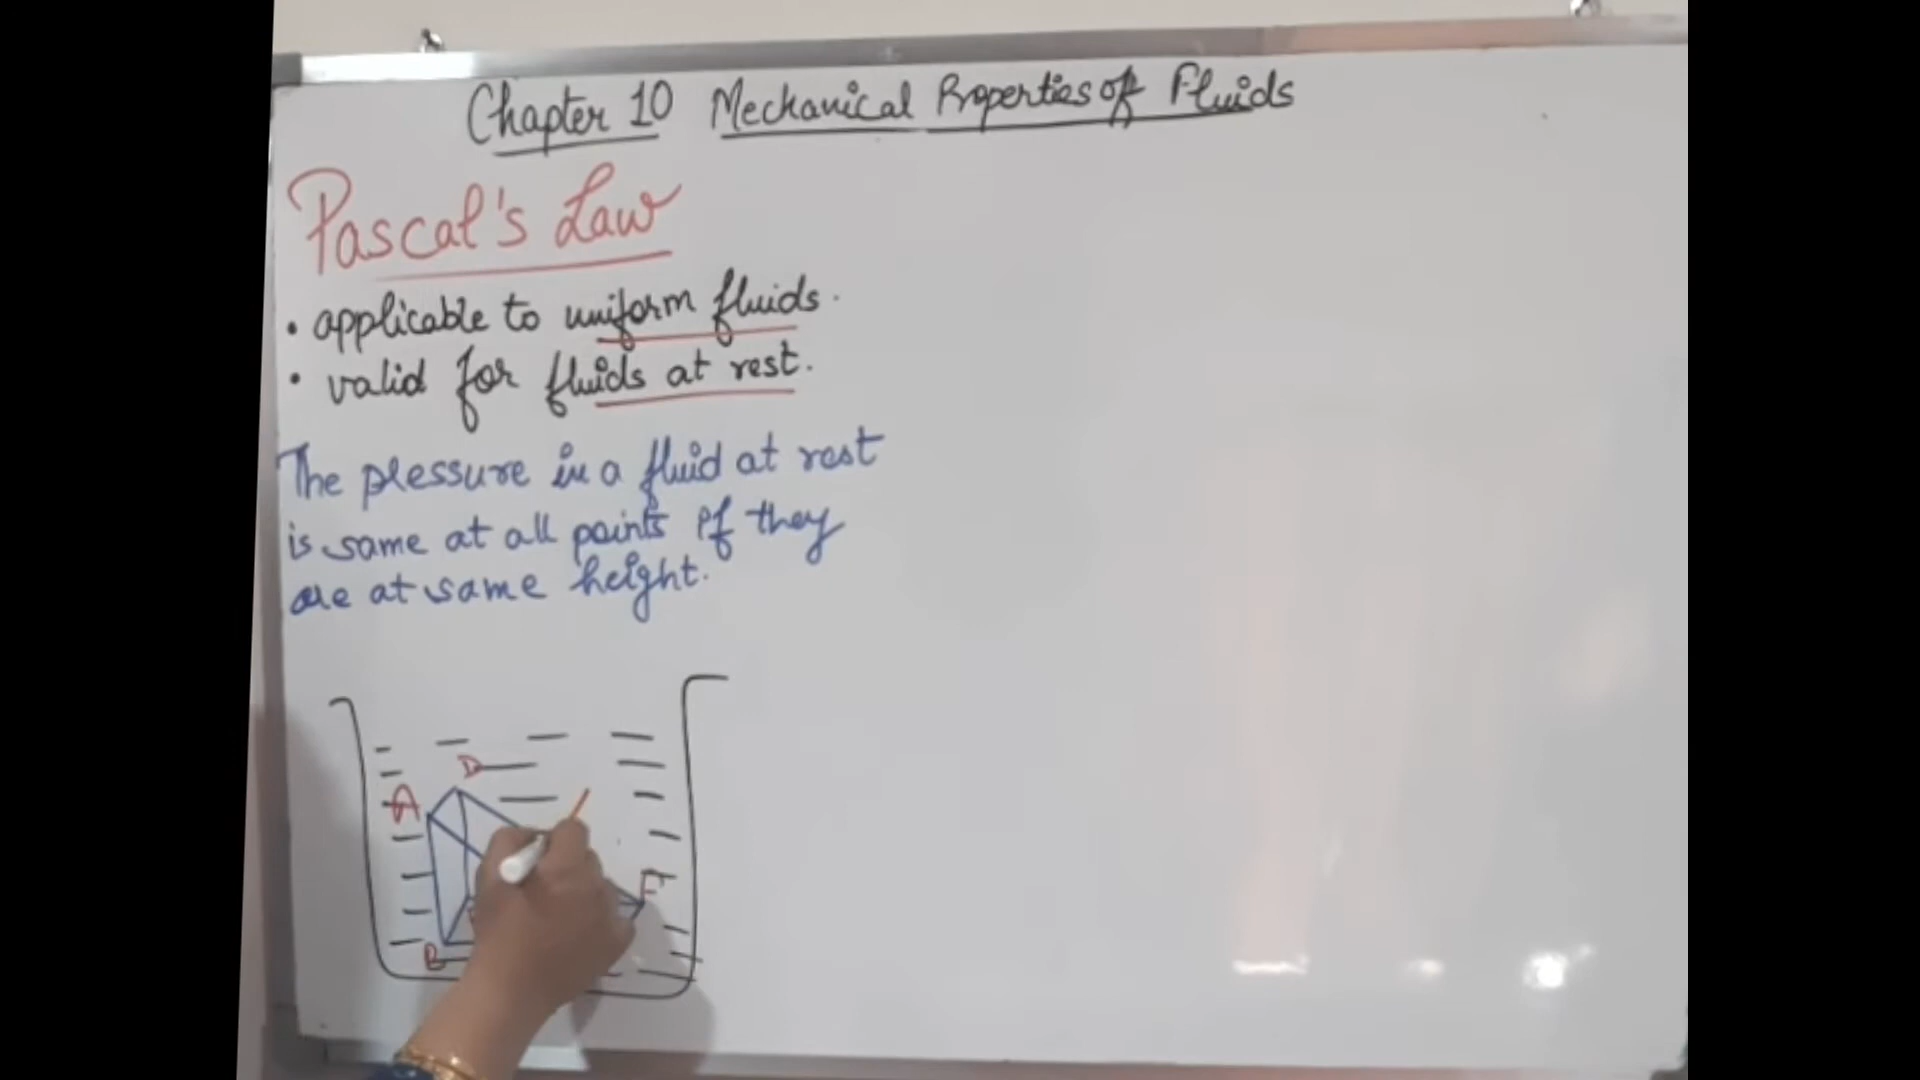 Chapter 10 Mechanical Properties of Fluids
Pascal's Law
• applicable to uniform fluids.
• valid for fluids at rest.
The pressure in a fluid at rest
is same at all points if they
are at same height.
D
A
F
B